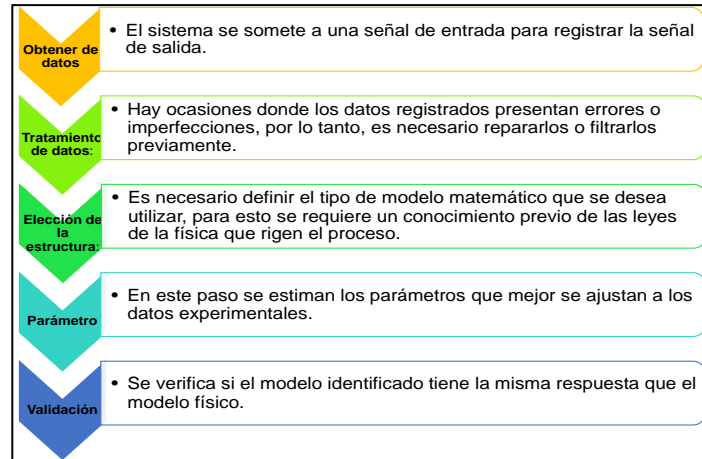 Obtener de
datos
• El sistema se somete a una señal de entrada para registrar la señal
de salida.
Tratamiento
de datos:
• Hay ocasiones donde los datos registrados presentan errores o
imperfecciones, por lo tanto, es necesario repararlos o filtrarlos
previamente.
Elección de
la
estructura:
• Es necesario definir el tipo de modelo matemático que se desea
utilizar, para esto se requiere un conocimiento previo de las leyes
de la física que rigen el proceso.
Parámetro
• En este paso se estiman los parámetros que mejor se ajustan a los
datos experimentales.
Validación
• Se verifica si el modelo identificado tiene la misma respuesta que el
modelo físico.